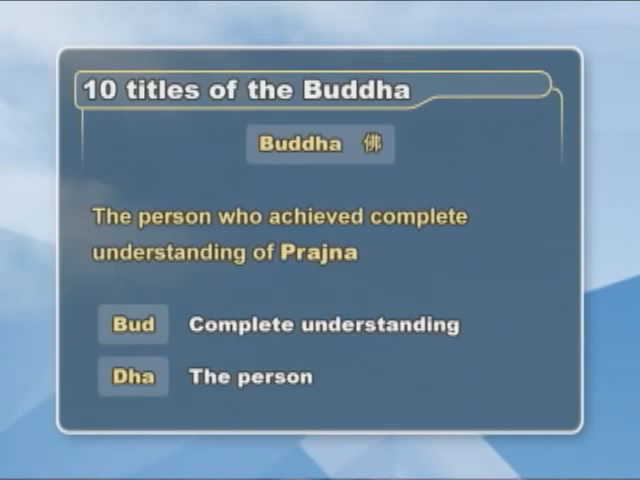 10 titles of the Buddha
Buddha 佛
The person who achieved complete
understanding of Prajna
Bud Complete understanding
Dha The person